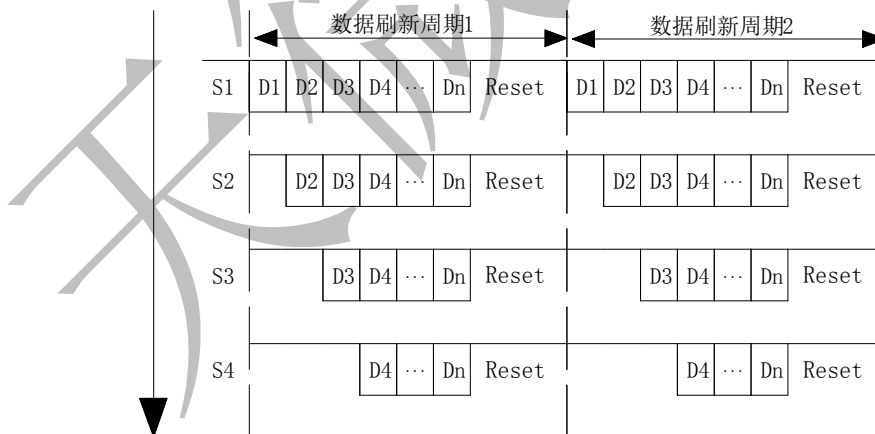 数据刷新周期1 数据刷新周期2
S1 D1 D2 D3 D4 ··· Dn Reset D1 D2 D3 D4 ··· Dn Reset
S2 D2 D3 D4 ··· Dn Reset D2 D3 D4 ··· Dn Reset
S3 D3 D4 ··· Dn Reset D3 D4 ··· Dn Reset
S4 D4 ··· Dn Reset D4 ··· Dn Reset